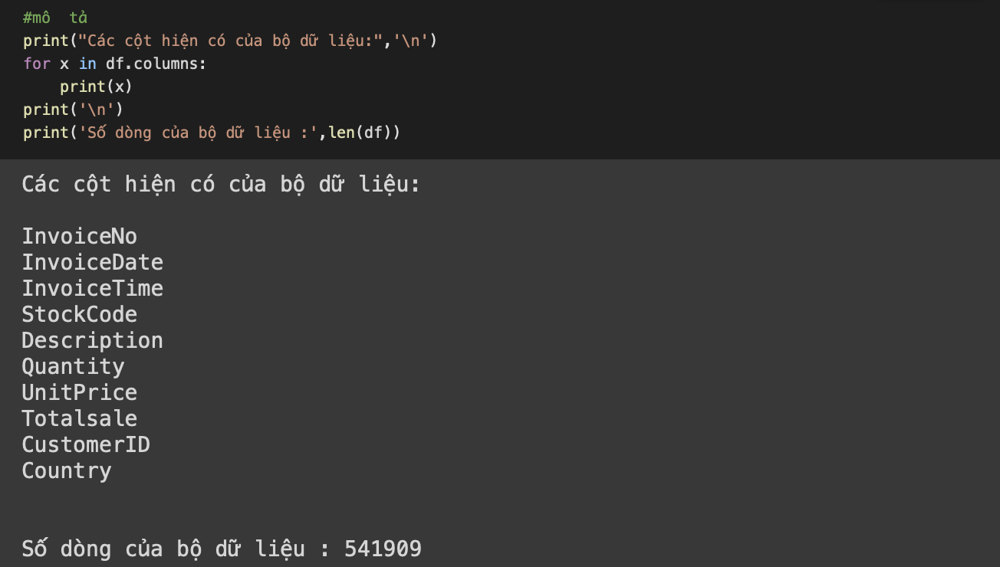 #mô  tả
print("Các cột hiện có của bộ dữ liệu:",'\n')
for x in df.columns:
    print(x)
print('\n')
print('Số dòng của bộ dữ liệu :',len(df))
Các cột hiện có của bộ dữ liệu:
InvoiceNo
InvoiceDate
InvoiceTime
StockCode
Description
Quantity
UnitPrice
Totalsale
CustomerID
Country
Số dòng của bộ dữ liệu : 541909